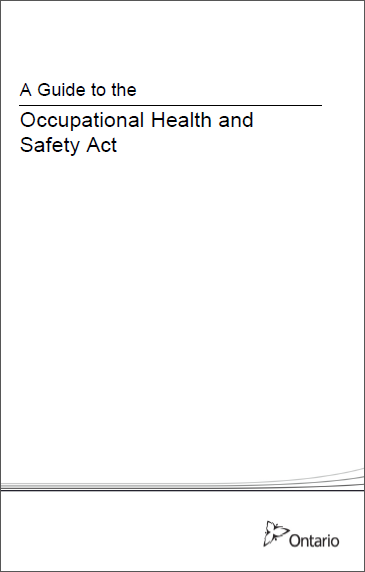 A Guide to the
Occupational Health and
Safety Act
Ontario